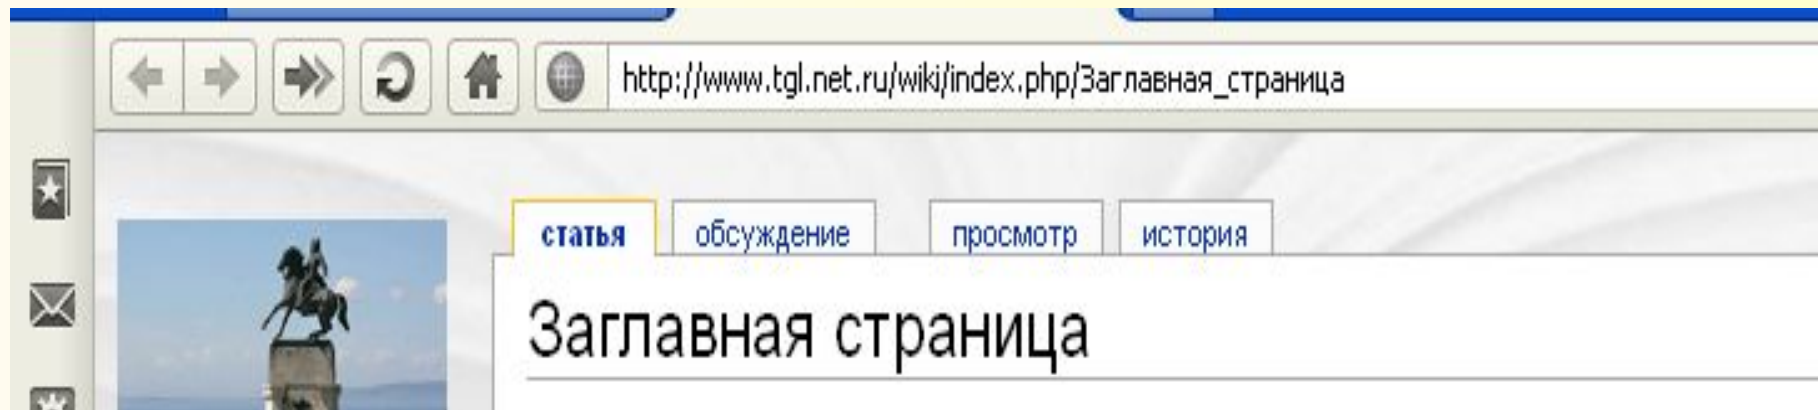 http://www.tgl.net.ru/wiki/index.php/Заглавная_страница
статья обсуждение просмотр история
Заглавная страница